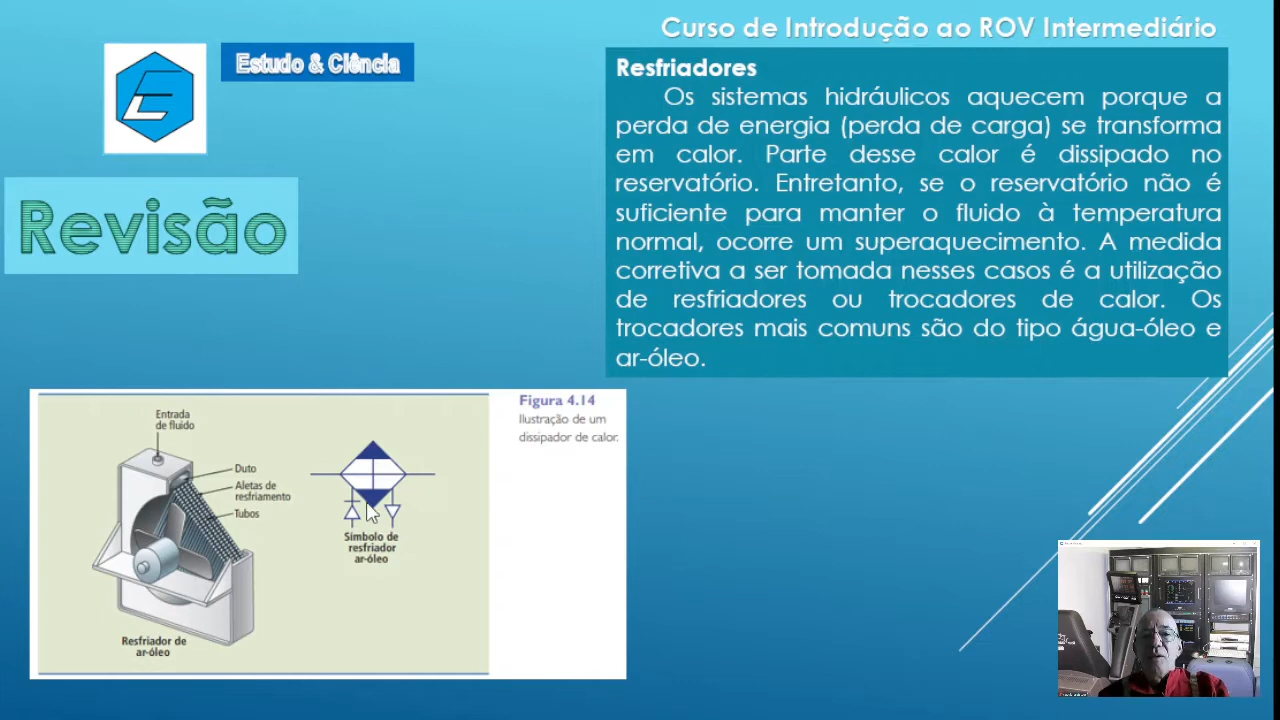 Curso de Introdução ao ROV Intermediário
Estudo & Ciência
Revisão
Resfriadores
Os sistemas hidráulicos aquecem porque a
perda de energia (perda de carga) se transforma
em calor. Parte desse calor é dissipado no
reservatório. Entretanto, se o reservatório não é
suficiente para manter o fluido à temperatura
normal, ocorre um superaquecimento. A medida
corretiva a ser tomada nesses casos é a utilização
de resfriadores ou trocadores de calor. Os
trocadores mais comuns são do tipo água-óleo e
ar-óleo.
Figura 4.14
Ilustração de um
dissipador de calor.
Entrada
de fluido
Duto
Aletas de
resfriamento
Tubos
Símbolo de
resfriador
ar-óleo
Resfriador de
ar-óleo